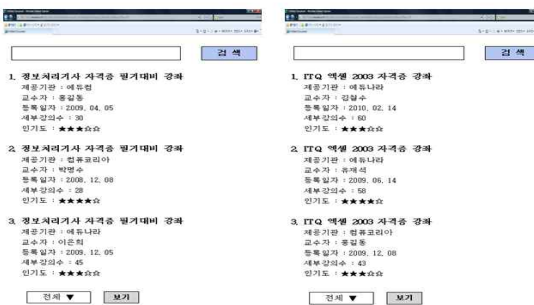 검 색
1. 정보처리기사 자격증 필기대비 강좌
제공기관 : 에듀컴
교수자 : 홍길동
등록일자 : 2009. 04. 05
세부강의수 : 30
인기도 : ★★★☆☆
2. 정보처리기사 자격증 필기대비 강좌
제공기관 : 컴퓨코리아
교수자 : 박명수
등록일자 : 2008. 12. 08
세부강의수 : 28
인기도 : ★★★★☆
3. 정보처리기사 자격증 필기대비 강좌
제공기관 : 에듀나라
교수자 : 이은희
등록일자 : 2009. 12. 05
세부강의수 : 45
인기도 : ★★★☆☆
전체 ▼ 보기
검 색
1. ITQ 엑셀 2003 자격증 강좌
제공기관 : 에듀나라
교수자 : 김철수
등록일자 : 2010. 02. 14
세부강의수 : 60
인기도 : ★★★☆☆
2. ITQ 엑셀 2003 자격증 강좌
제공기관 : 에듀나라
교수자 : 유재석
등록일자 : 2009. 06. 14
세부강의수 : 58
인기도 : ★★★★☆
3. ITQ 엑셀 2003 자격증 강좌
제공기관 : 컴퓨코리아
교수자 : 홍길동
등록일자 : 2009. 12. 08
세부강의수 : 43
인기도 : ★★★☆☆
전체 ▼ 보기